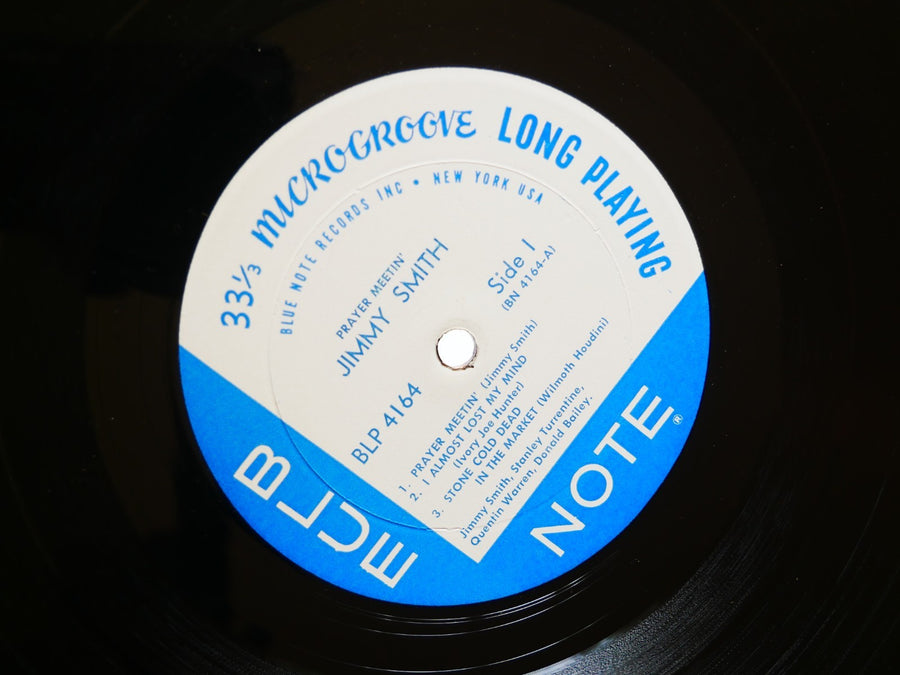 33⅓ MICROGROOVE LONG PLAYING
BLUE NOTE RECORDS INC • NEW YORK USA
PRAYER MEETIN'
JIMMY SMITH
Side 1
(BN 4164-A)
BLP 4164
1. PRAYER MEETIN' (Jimmy Smith)
2. I ALMOST LOST MY MIND
(Ivory Joe Hunter)
3. STONE COLD DEAD
IN THE MARKET (Wilmoth Houdini)
Jimmy Smith, Stanley Turrentine,
Quentin Warren, Donald Bailey.
BLUE
NOTE®